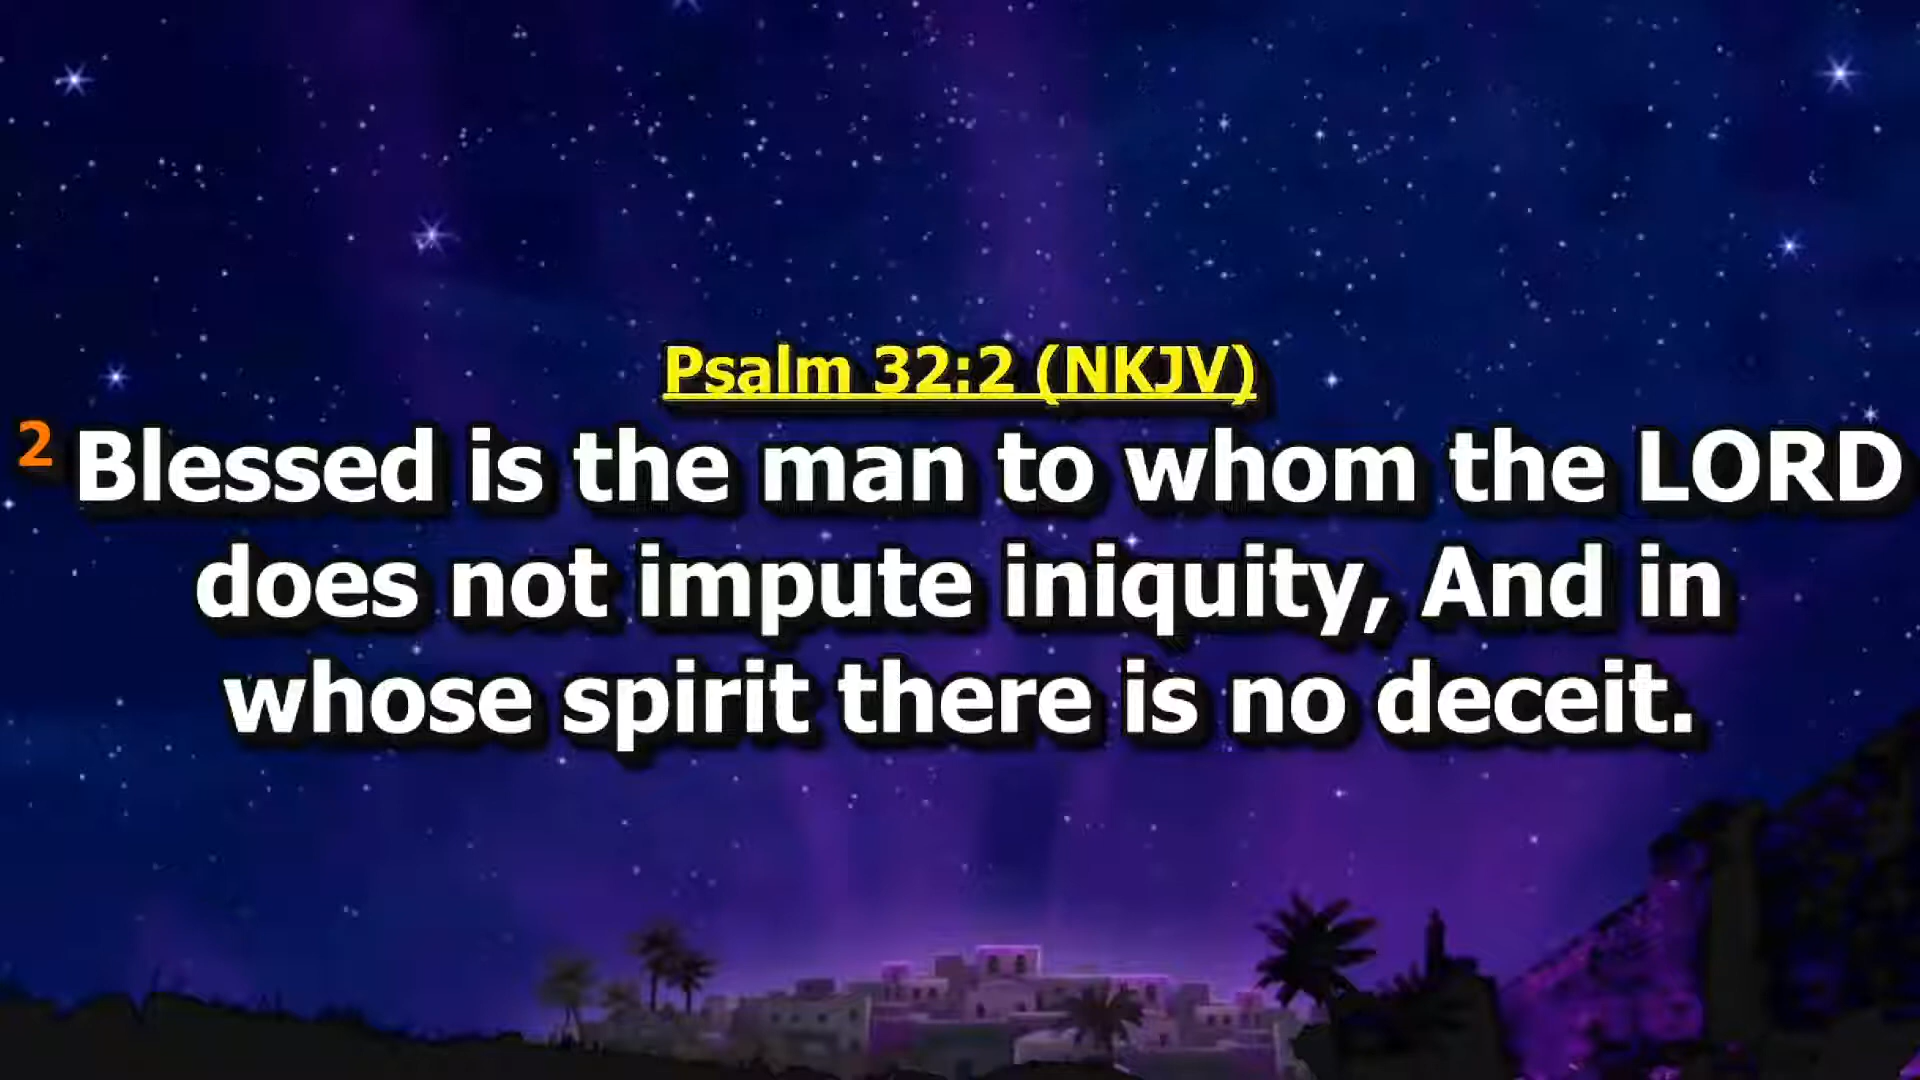 Psalm 32:2 (NKJV)
2 Blessed is the man to whom the LORD
does not impute iniquity, And in
whose spirit there is no deceit.